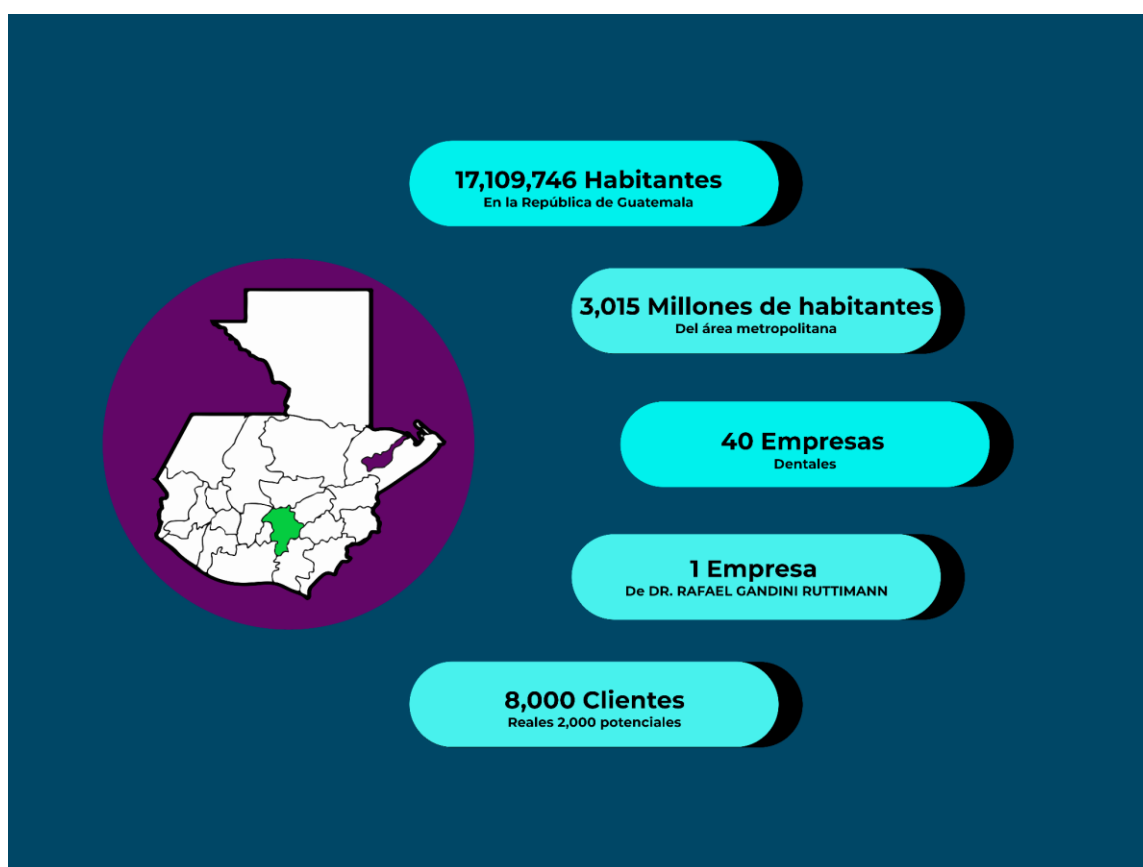 17,109,746 Habitantes
En la República de Guatemala
3,015 Millones de habitantes
Del área metropolitana
40 Empresas
Dentales
1 Empresa
De DR. RAFAEL GANDINI RUTTIMANN
8,000 Clientes
Reales 2,000 potenciales